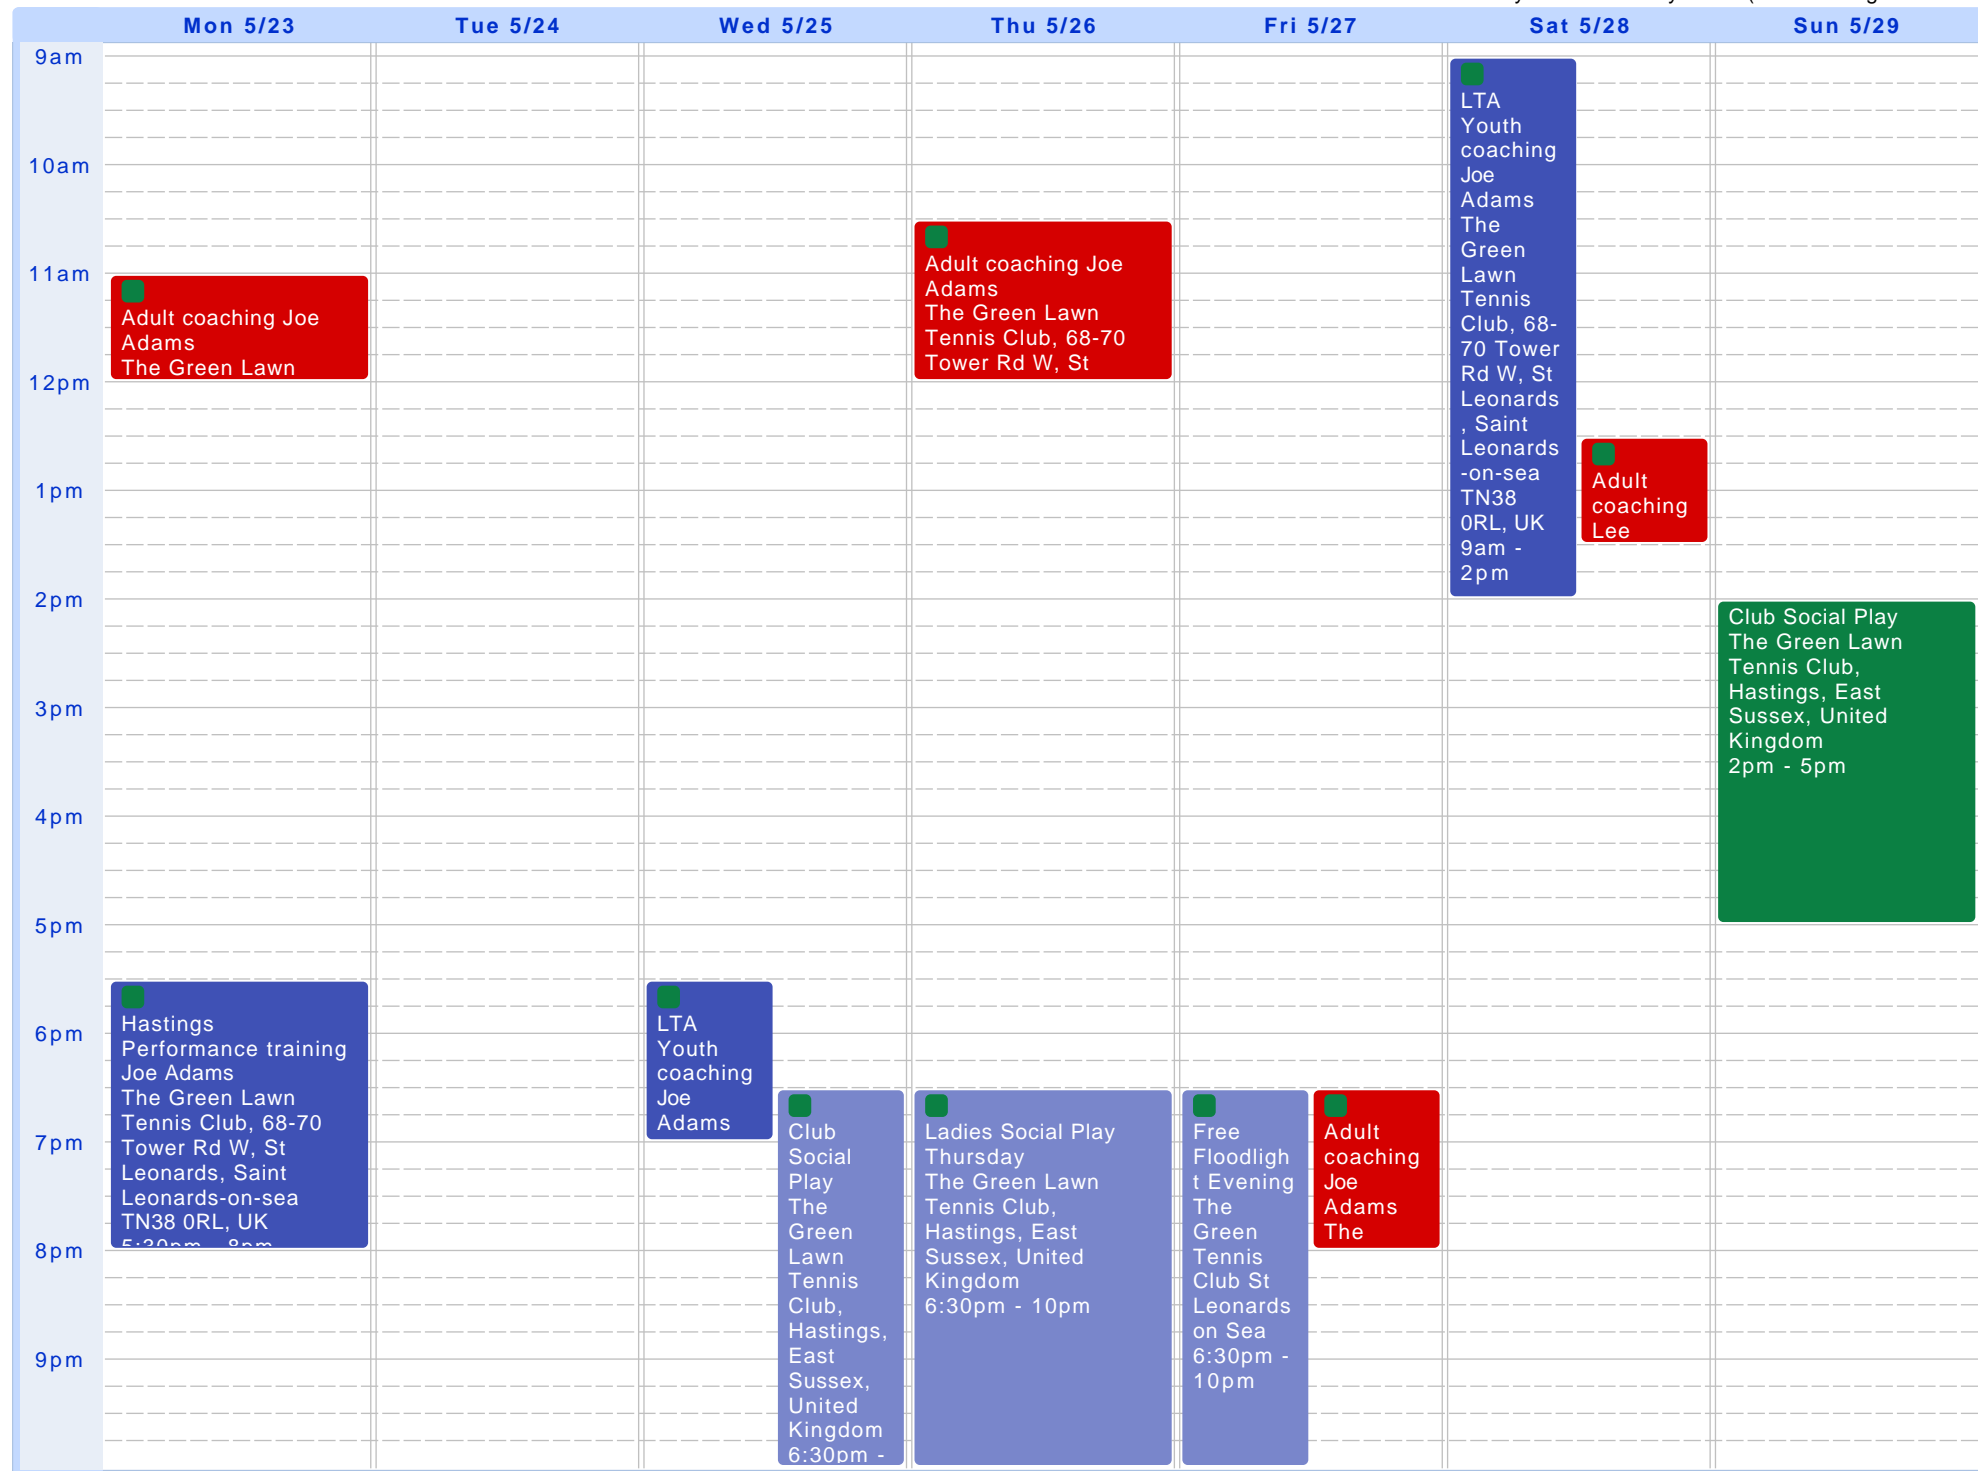 Mon 5/23
Tue 5/24
Wed 5/25
Thu 5/26
Fri 5/27
Sat 5/28
Sun 5/29
9am
10am
11am
12pm
1pm
2pm
3pm
4pm
5pm
6pm
7pm
8pm
9pm
Adult coaching Joe
Adams
The Green Lawn
Hastings
Performance training
Joe Adams
The Green Lawn
Tennis Club, 68-70
Tower Rd W, St
Leonards, Saint
Leonards-on-sea
TN38 0RL, UK
5:30pm - 8pm
LTA
Youth
coaching
Joe
Adams
Club
Social
Play
The
Green
Lawn
Tennis
Club,
Hastings,
East
Sussex,
United
Kingdom
6:30pm -
Adult coaching Joe
Adams
The Green Lawn
Tennis Club, 68-70
Tower Rd W, St
Ladies Social Play
Thursday
The Green Lawn
Tennis Club,
Hastings, East
Sussex, United
Kingdom
6:30pm - 10pm
Free
Floodligh
t Evening
The
Green
Tennis
Club St
Leonards
on Sea
6:30pm -
10pm
Adult
coaching
Joe
Adams
The
LTA
Youth
coaching
Joe
Adams
The
Green
Lawn
Tennis
Club, 68-
70 Tower
Rd W, St
Leonards
, Saint
Leonards
-on-sea
TN38
0RL, UK
9am -
2pm
Adult
coaching
Lee
Club Social Play
The Green Lawn
Tennis Club,
Hastings, East
Sussex, United
Kingdom
2pm - 5pm